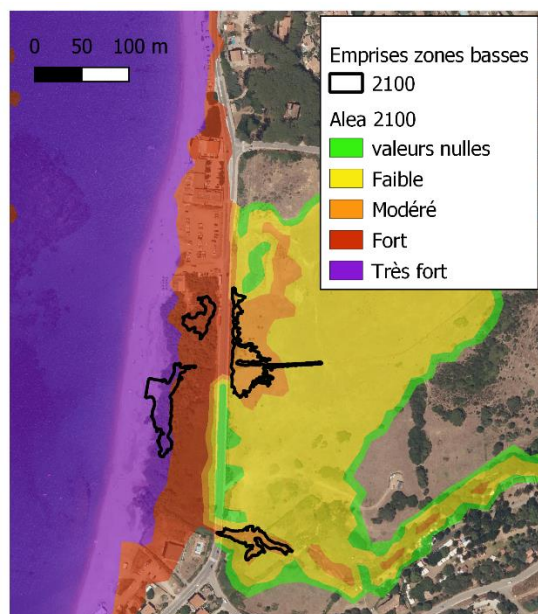 0 50 100 m
Emprises zones basses
2100
Alea 2100
valeurs nulles
Faible
Modéré
Fort
Très fort